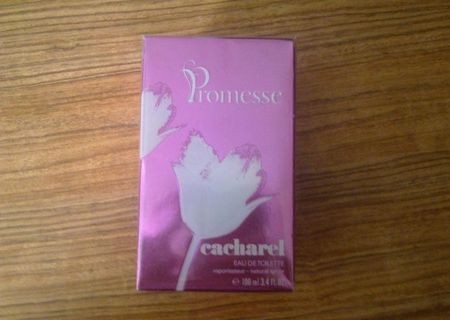 Promesse
cacharel
EAU DE TOILETTE
vaporisateur - natural spray
e 100 ml 3.4 fl.oz.